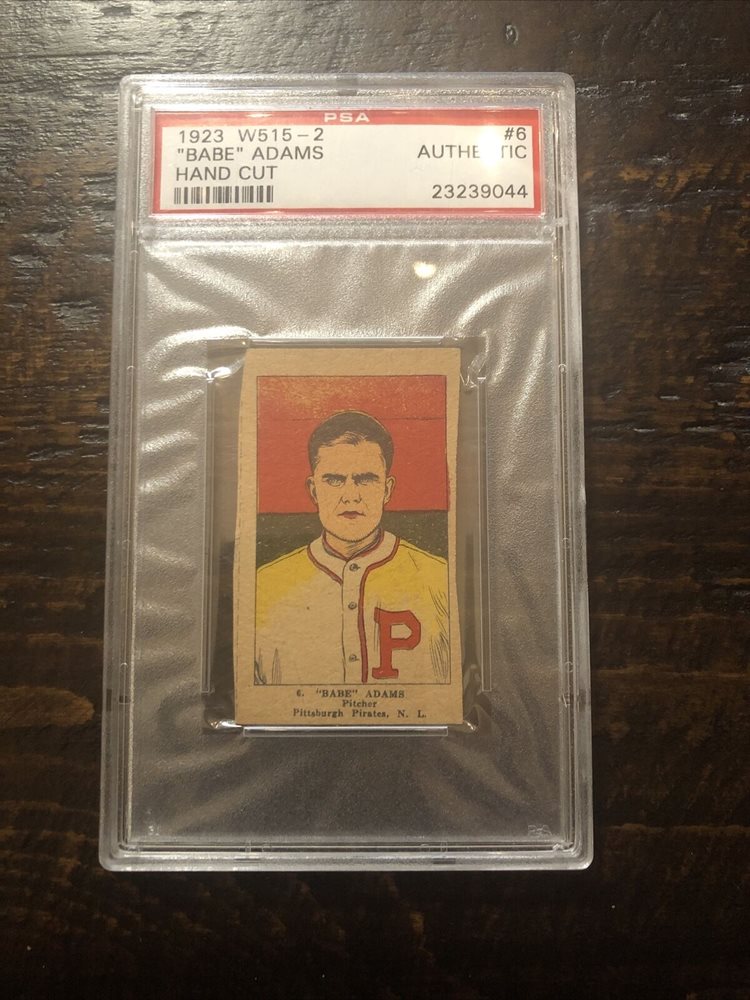 PSA
1923 W515-2 #6
"BABE" ADAMS AUTHENTIC
HAND CUT
23239044
P
6. "BABE" ADAMS
Pitcher
Pittsburgh Pirates, N. L.